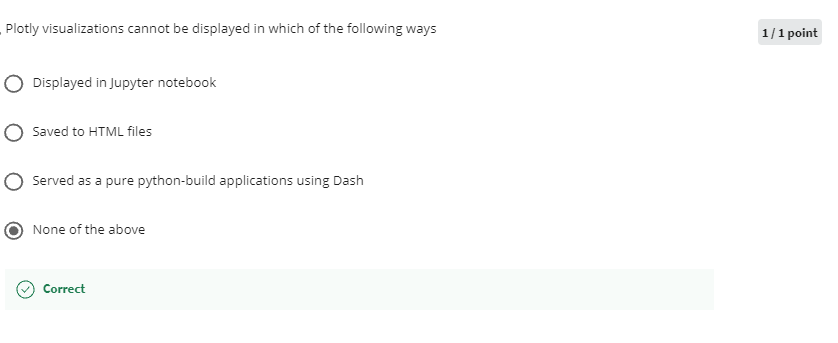 Plotly visualizations cannot be displayed in which of the following ways
1 / 1 point
Displayed in Jupyter notebook
Saved to HTML files
Served as a pure python-build applications using Dash
None of the above
Correct